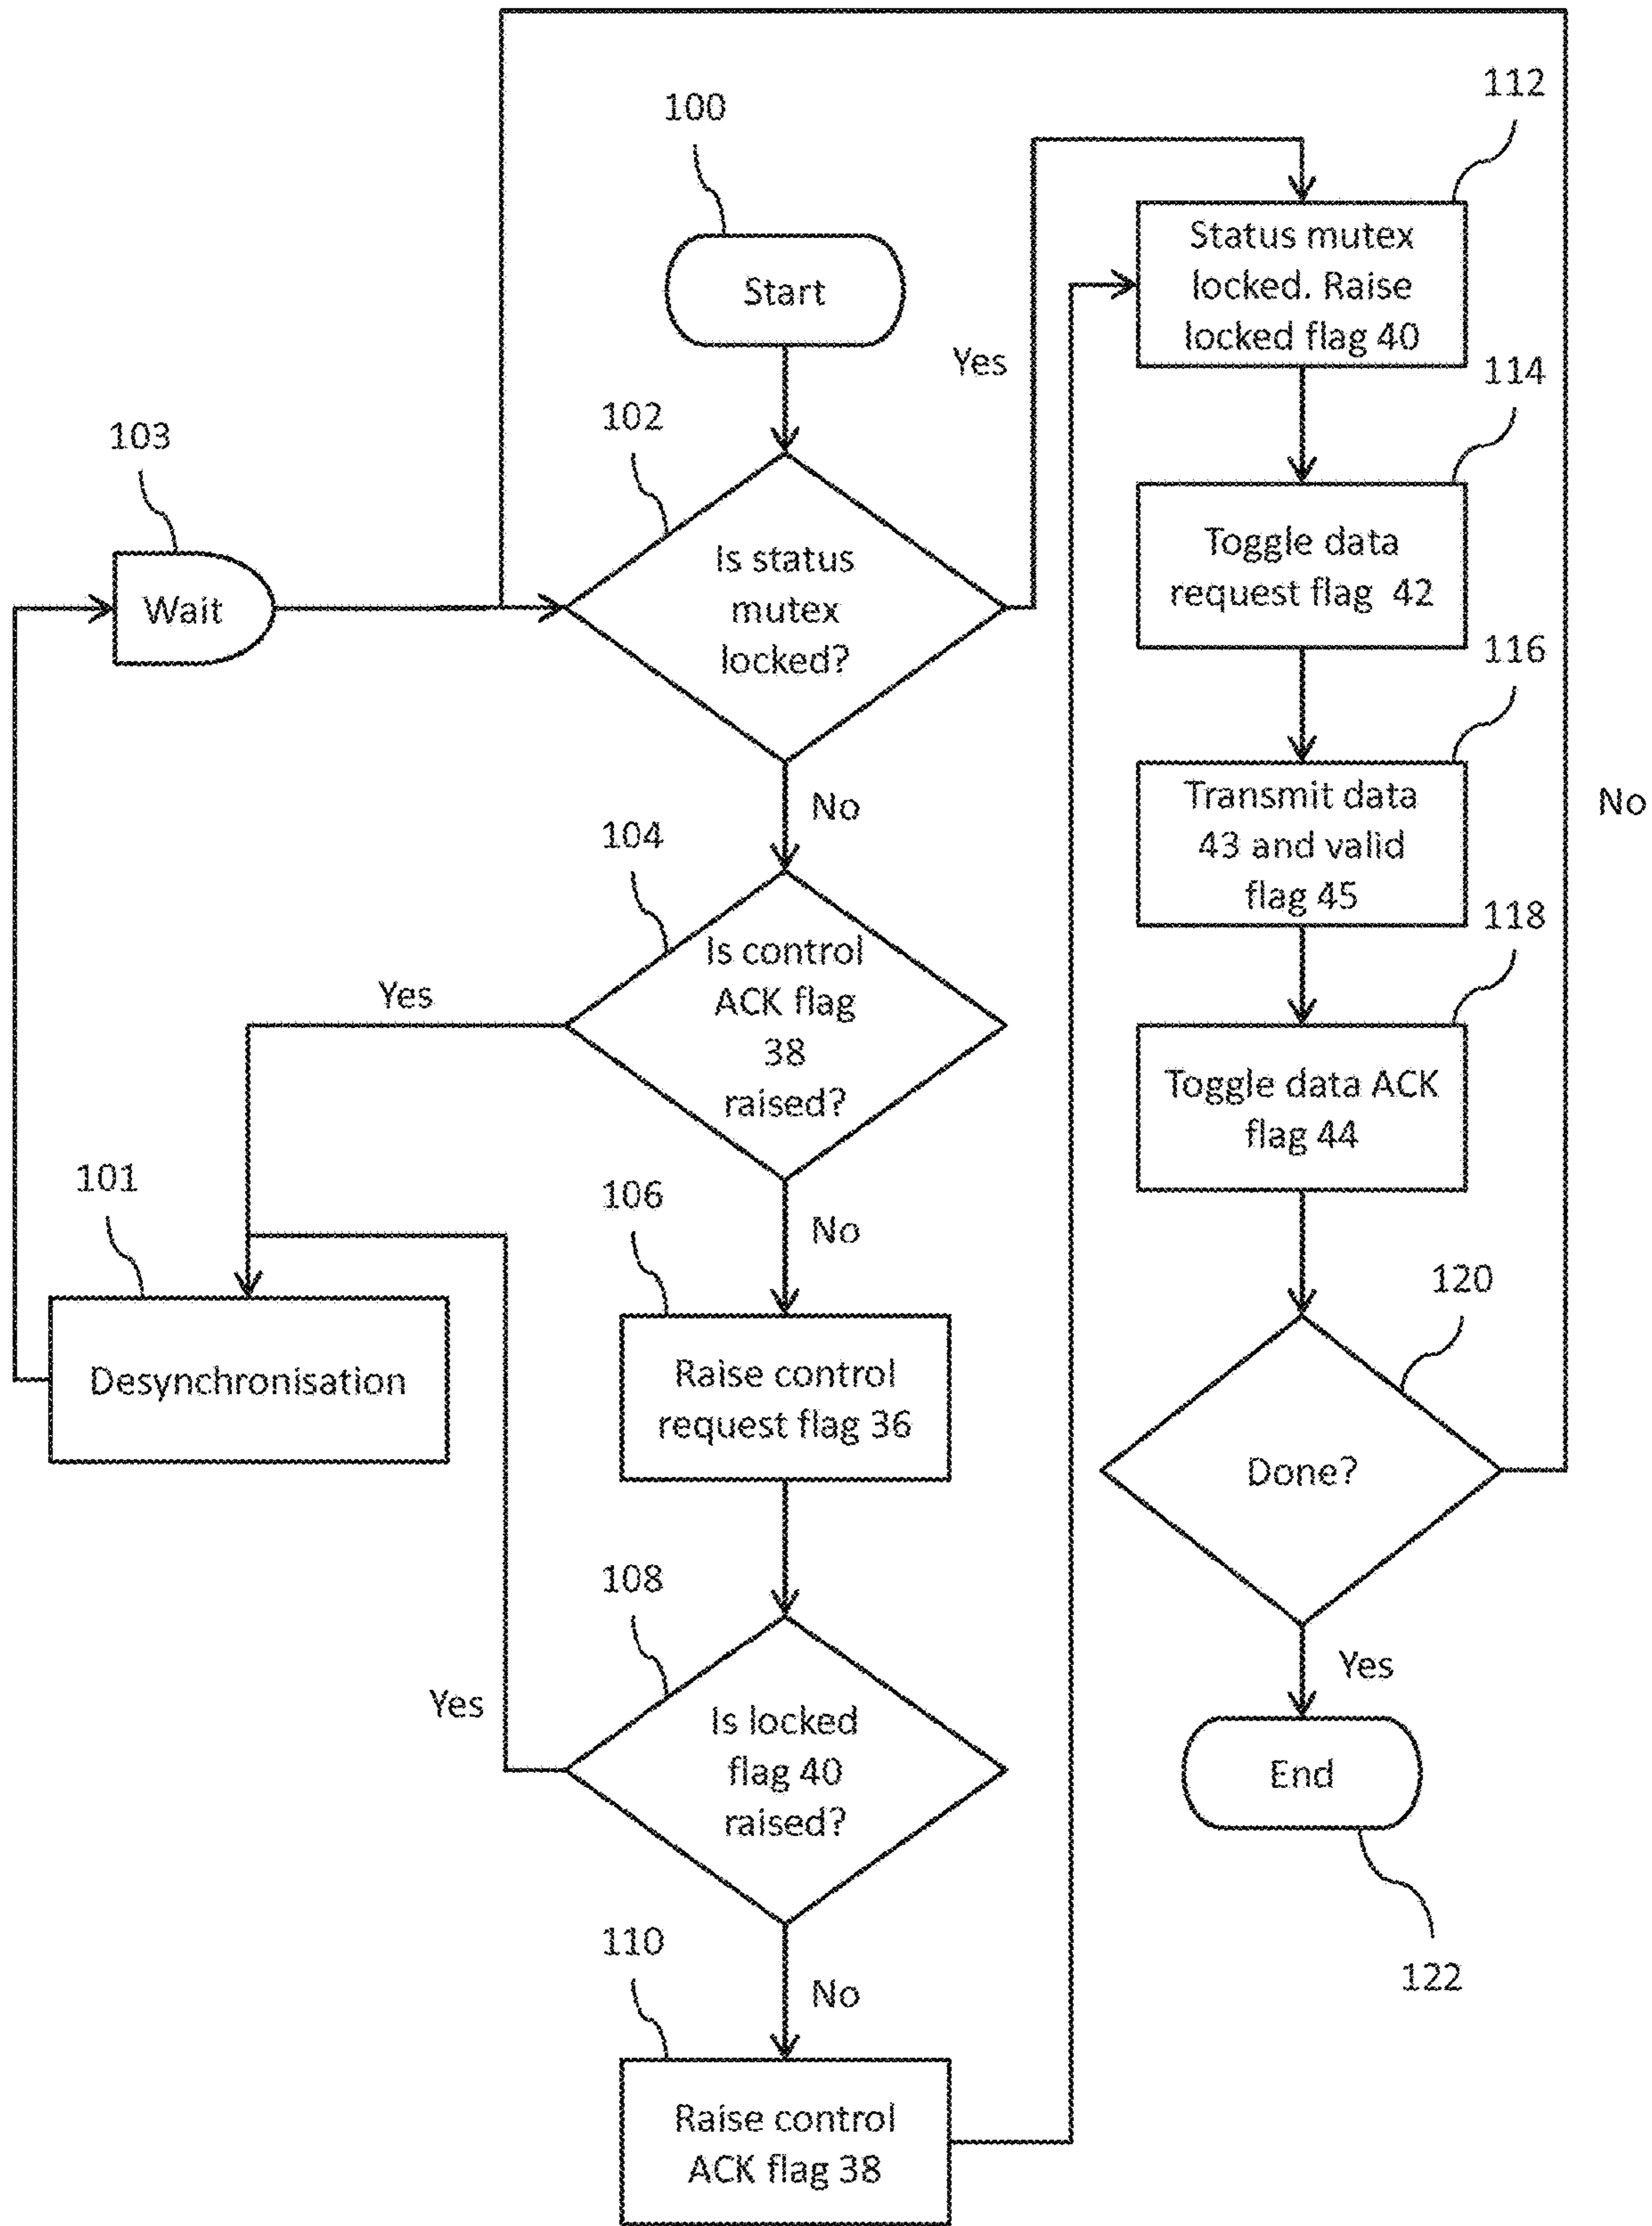 100
Start
102
Is status
mutex
locked?
Yes
No
103
Wait
104
Is control
ACK flag
38
raised?
Yes
No
101
Desynchronisation
106
Raise control
request flag 36
108
Is locked
flag 40
raised?
Yes
No
110
Raise control
ACK flag 38
112
Status mutex
locked. Raise
locked flag 40
114
Toggle data
request flag 42
116
Transmit data
43 and valid
flag 45
118
Toggle data ACK
flag 44
120
Done?
No
Yes
End
122